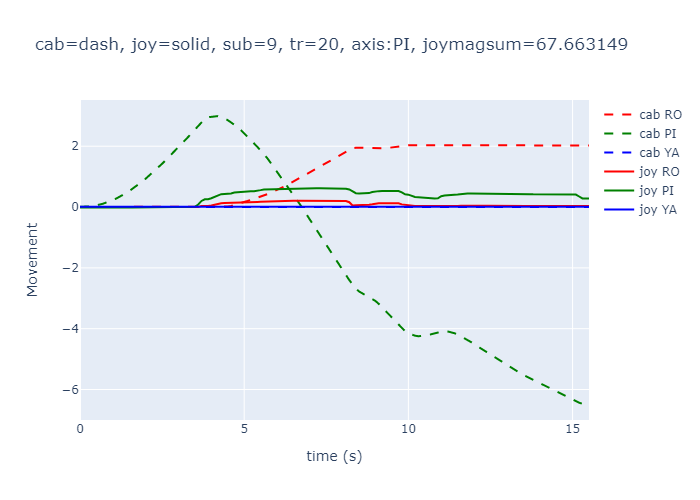 cab=dash, joy=solid, sub=9, tr=20, axis:PI, joymagsum=67.663149
cab RO
cab PI
cab YA
joy RO
joy PI
joy YA
Movement
2
0
−2
−4
−6
0
5
10
15
time (s)